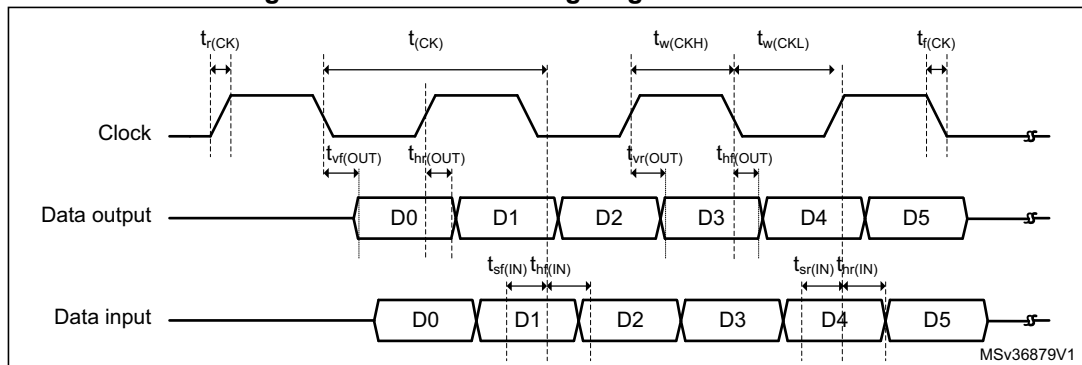 t_r(CK) t_(CK) t_w(CKH) t_w(CKL) t_f(CK)
Clock
t_vf(OUT) t_hr(OUT) t_vr(OUT) t_hf(OUT)
Data output D0 D1 D2 D3 D4 D5
t_sf(IN) t_hf(IN) t_sr(IN) t_hr(IN)
Data input D0 D1 D2 D3 D4 D5
MSv36879V1